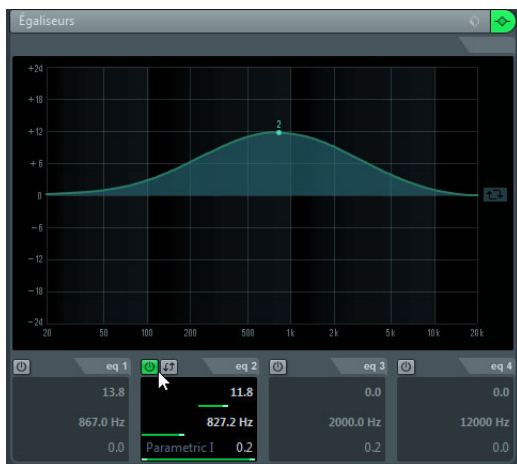 Égaliseurs
+24
+18
+12
2
+6
0
−6
−12
−18
−24
20 50 100 200 500 1k 2k 5k 10k 20k
eq 1 eq 2 eq 3 eq 4
13.8 11.8 0.0 0.0
867.0 Hz 827.2 Hz 2000.0 Hz 12000 Hz
0.0 Parametric I 0.2 0.2 0.0